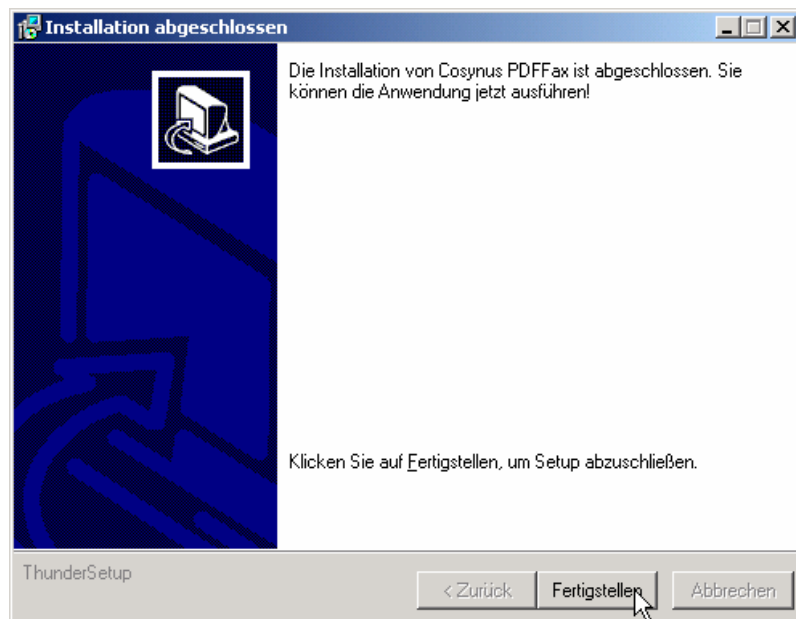 Installation abgeschlossen
Die Installation von Cosynus PDFFax ist abgeschlossen. Sie
können die Anwendung jetzt ausführen!
Klicken Sie auf Fertigstellen, um Setup abzuschließen.
ThunderSetup
< Zurück Fertigstellen Abbrechen